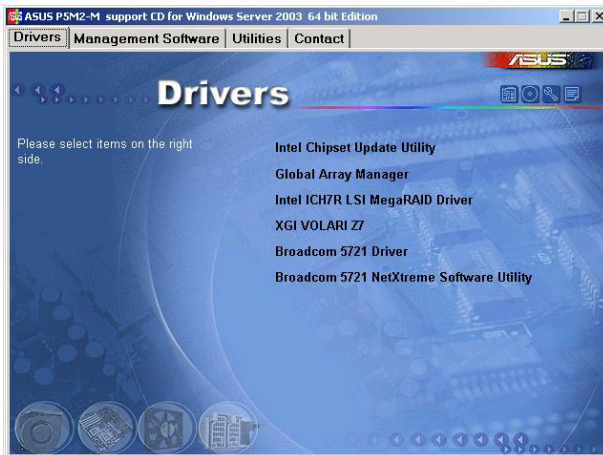 ASUS P5M2-M support CD for Windows Server 2003 64 bit Edition
Drivers Management Software Utilities Contact
ASUS
Drivers
Please select items on the right
side.
Intel Chipset Update Utility
Global Array Manager
Intel ICH7R LSI MegaRAID Driver
XGI VOLARI Z7
Broadcom 5721 Driver
Broadcom 5721 NetXtreme Software Utility